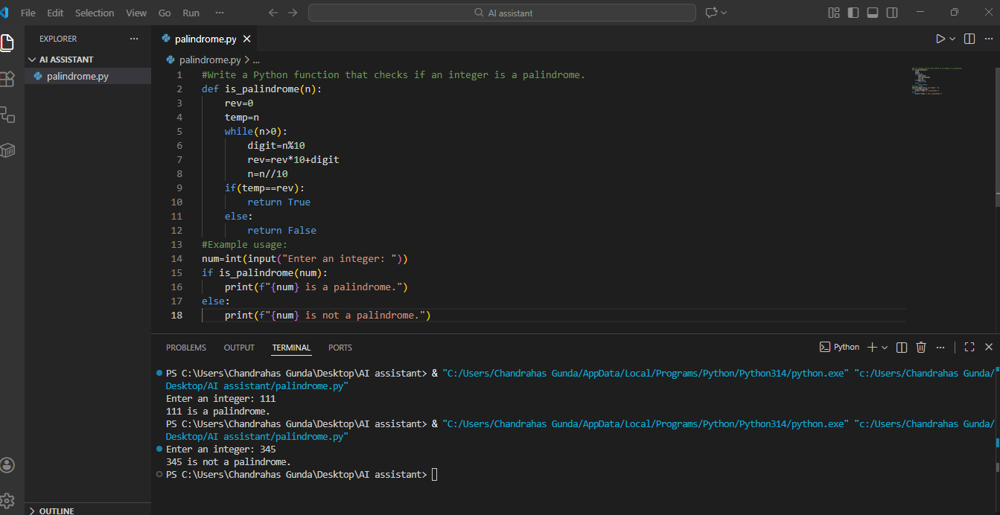 File Edit Selection View Go Run ··· AI assistant
EXPLORER ···
AI ASSISTANT
palindrome.py
palindrome.py
palindrome.py > ...
1 #Write a Python function that checks if an integer is a palindrome.
2 def is_palindrome(n):
3     rev=0
4     temp=n
5     while(n>0):
6         digit=n%10
7         rev=rev*10+digit
8         n=n//10
9     if(temp==rev):
10         return True
11     else:
12         return False
13 #Example usage:
14 num=int(input("Enter an integer: "))
15 if is_palindrome(num):
16     print(f"{num} is a palindrome.")
17 else:
18     print(f"{num} is not a palindrome.")
PROBLEMS OUTPUT TERMINAL PORTS Python
PS C:\Users\Chandrahas Gunda\Desktop\AI assistant> & "C:/Users/Chandrahas Gunda/AppData/Local/Programs/Python/Python314/python.exe" "c:/Users/Chandrahas Gunda/
Desktop/AI assistant/palindrome.py"
Enter an integer: 111
111 is a palindrome.
PS C:\Users\Chandrahas Gunda\Desktop\AI assistant> & "C:/Users/Chandrahas Gunda/AppData/Local/Programs/Python/Python314/python.exe" "c:/Users/Chandrahas Gunda/
Desktop/AI assistant/palindrome.py"
Enter an integer: 345
345 is not a palindrome.
PS C:\Users\Chandrahas Gunda\Desktop\AI assistant>
OUTLINE